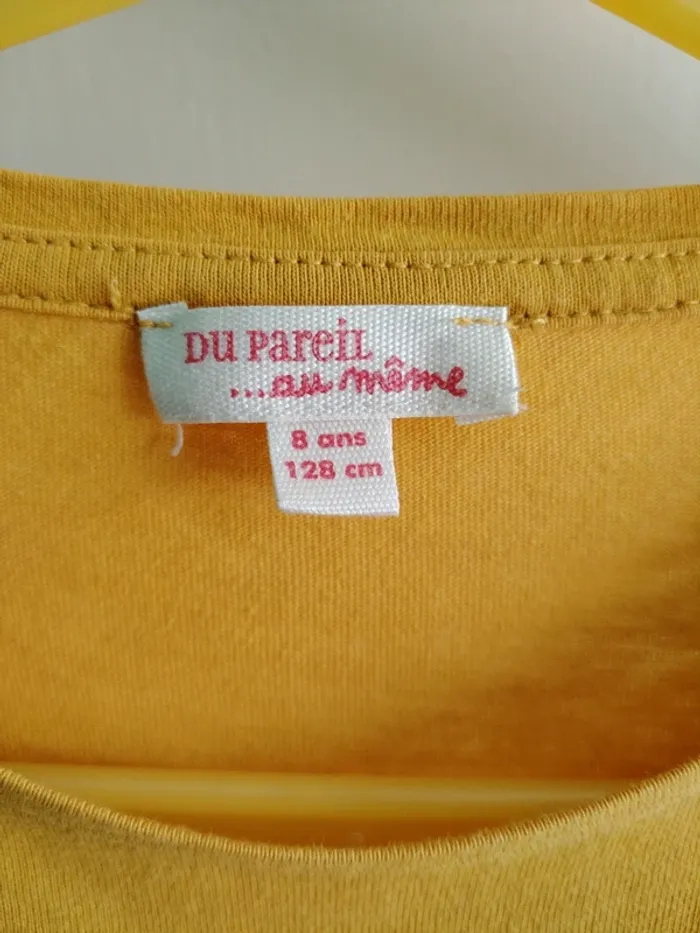 DU PareiL
...au même
8 ans
128 cm